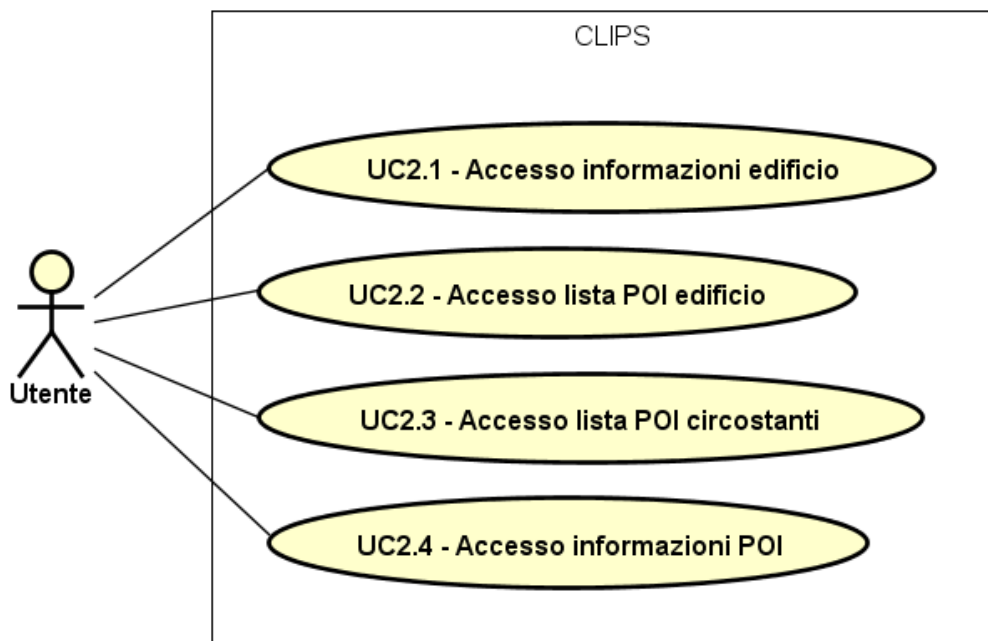 CLIPS
UC2.1 - Accesso informazioni edificio
UC2.2 - Accesso lista POI edificio
Utente
UC2.3 - Accesso lista POI circostanti
UC2.4 - Accesso informazioni POI